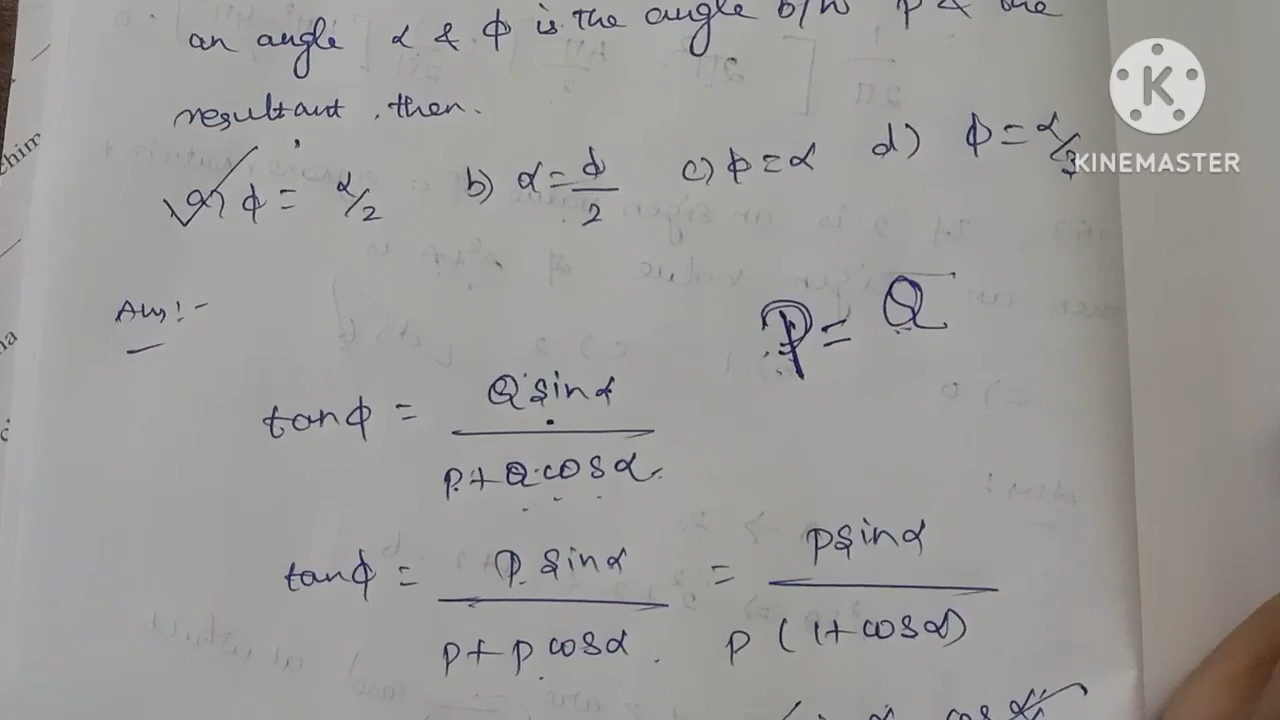 an angle α & ϕ is the angle b/w P & the
resultant, then.
a) ϕ = α/2 b) α = ϕ/2 c) ϕ = α d) ϕ = α/3
KINEMASTER
Ans:-
P = Q
tanϕ = Q sinα / P + Q cosα.
tanϕ = P sinα / P + P cosα. = P sinα / P (1 + cosα)